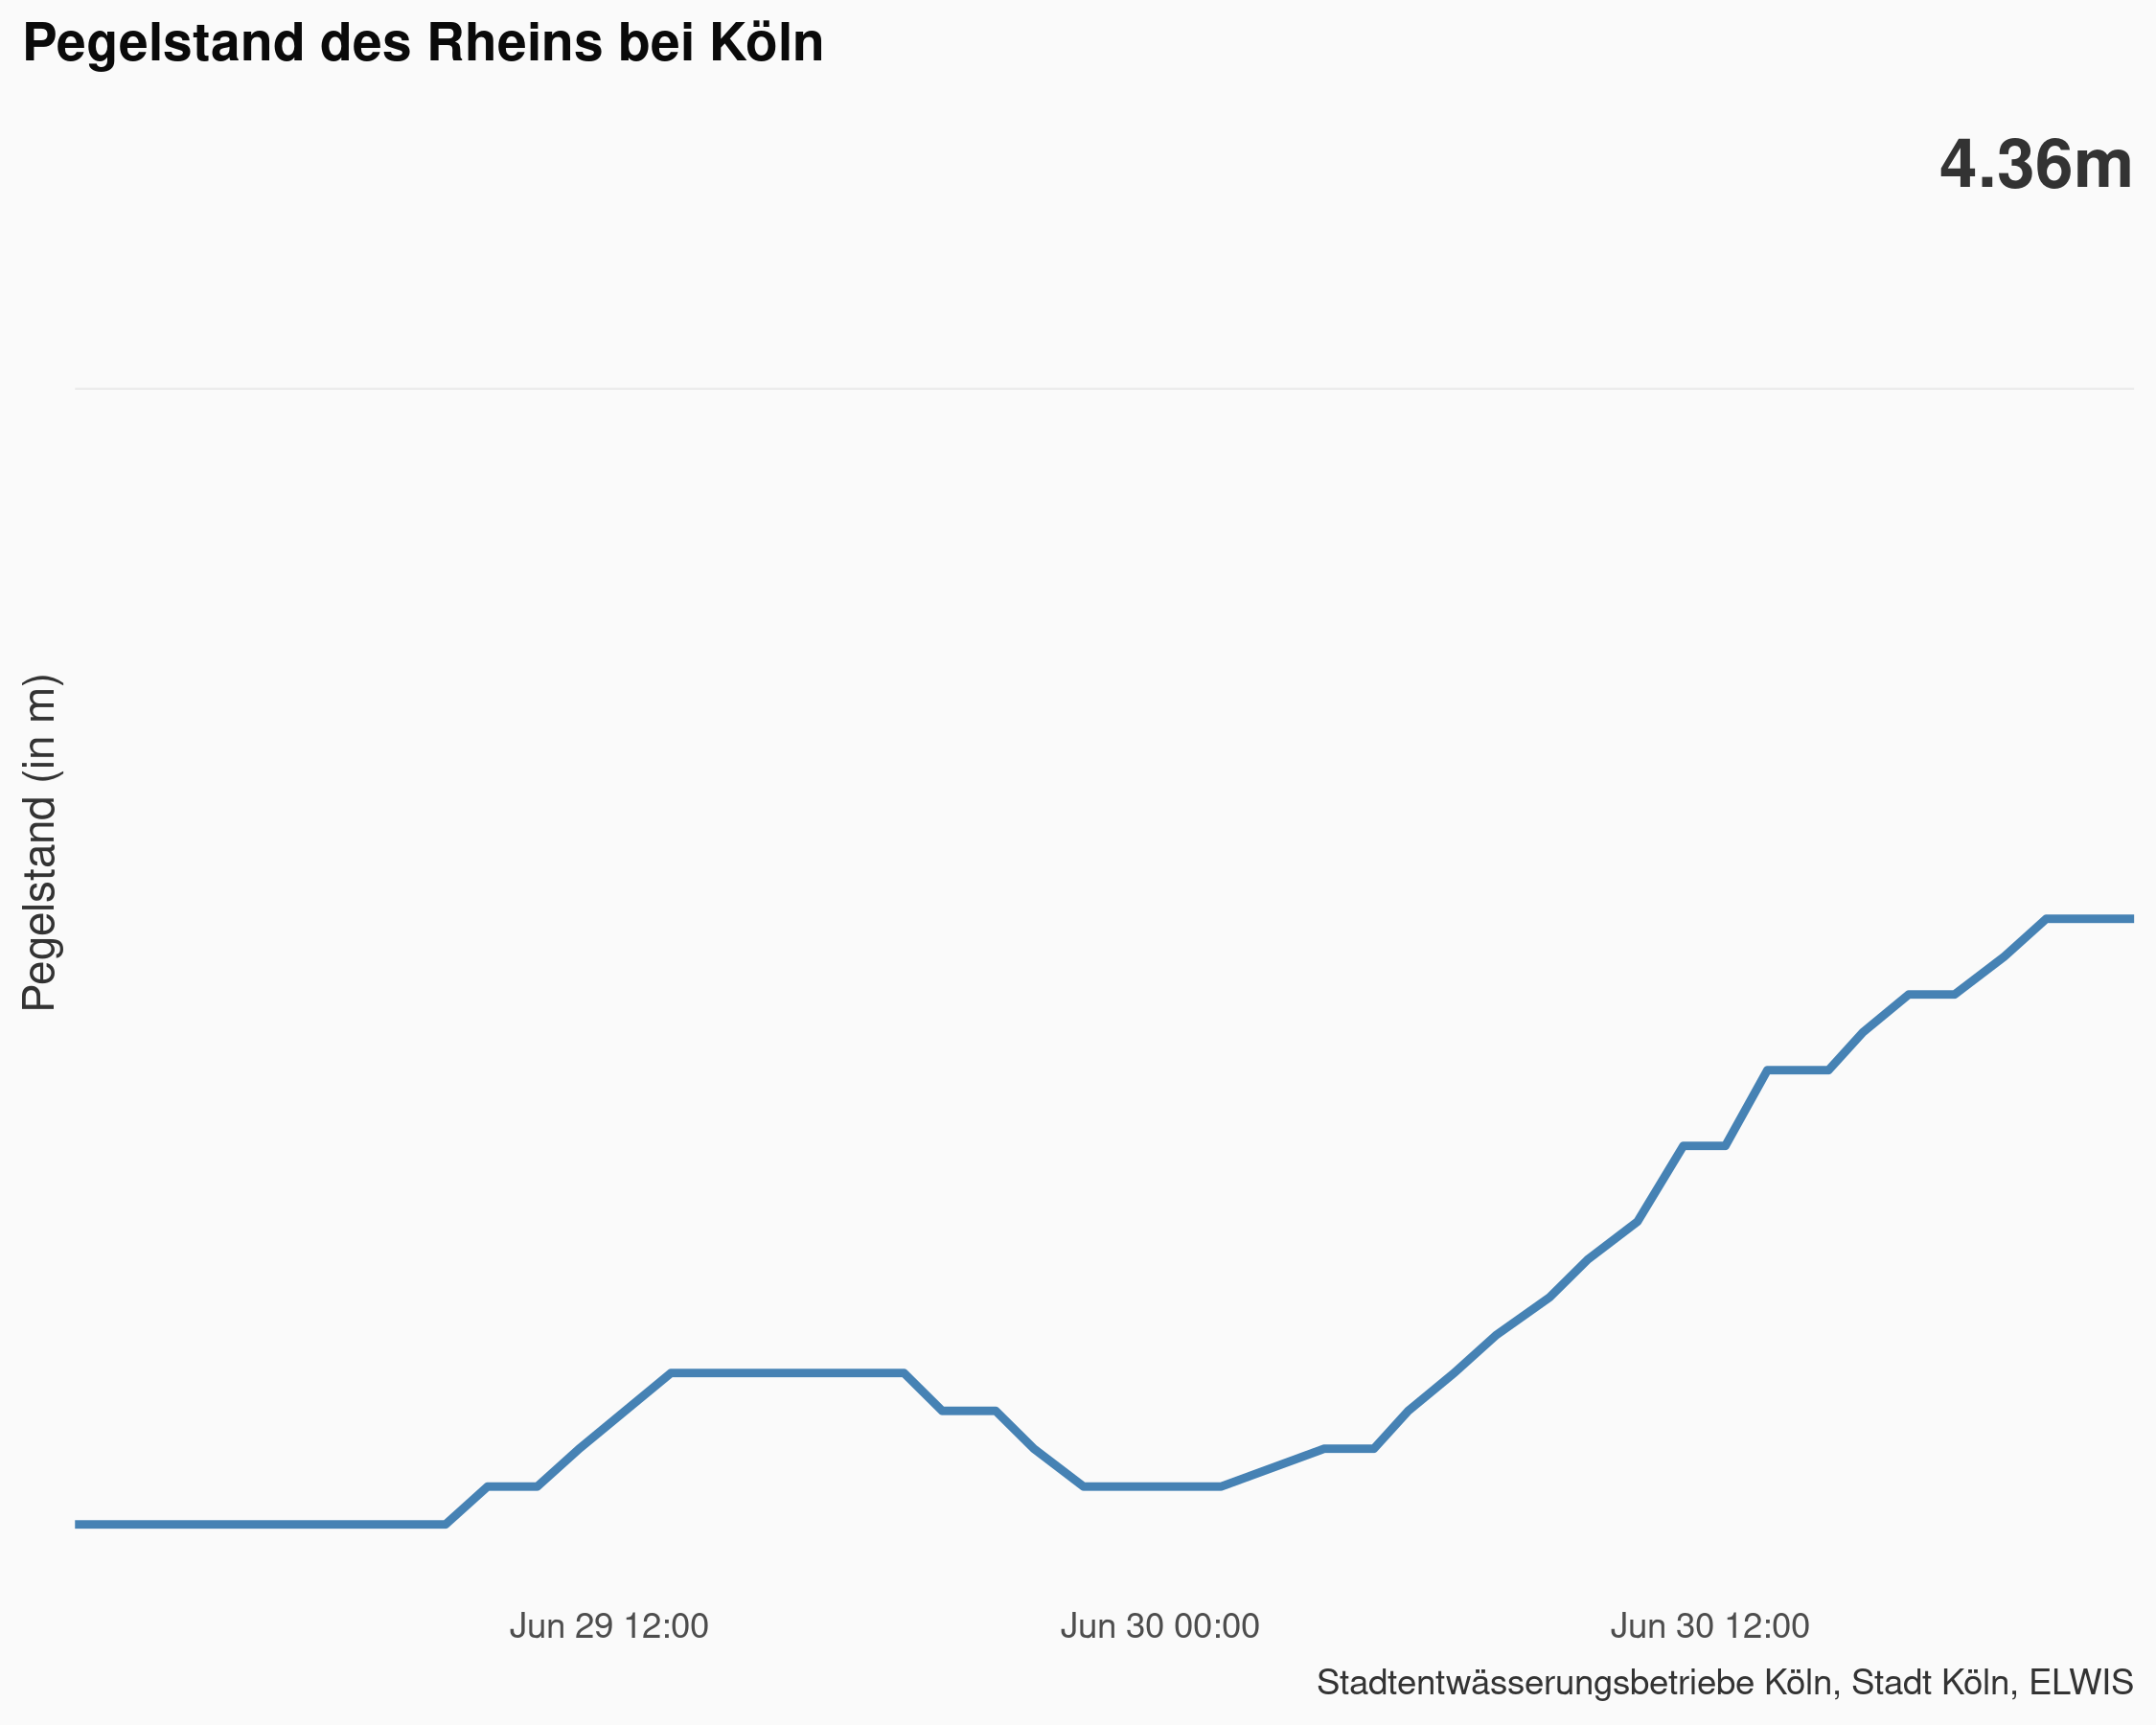 Pegelstand des Rheins bei Köln
4.36m
Pegelstand (in m)
Jun 29 12:00
Jun 30 00:00
Jun 30 12:00
Stadtentwässerungsbetriebe Köln, Stadt Köln, ELWIS